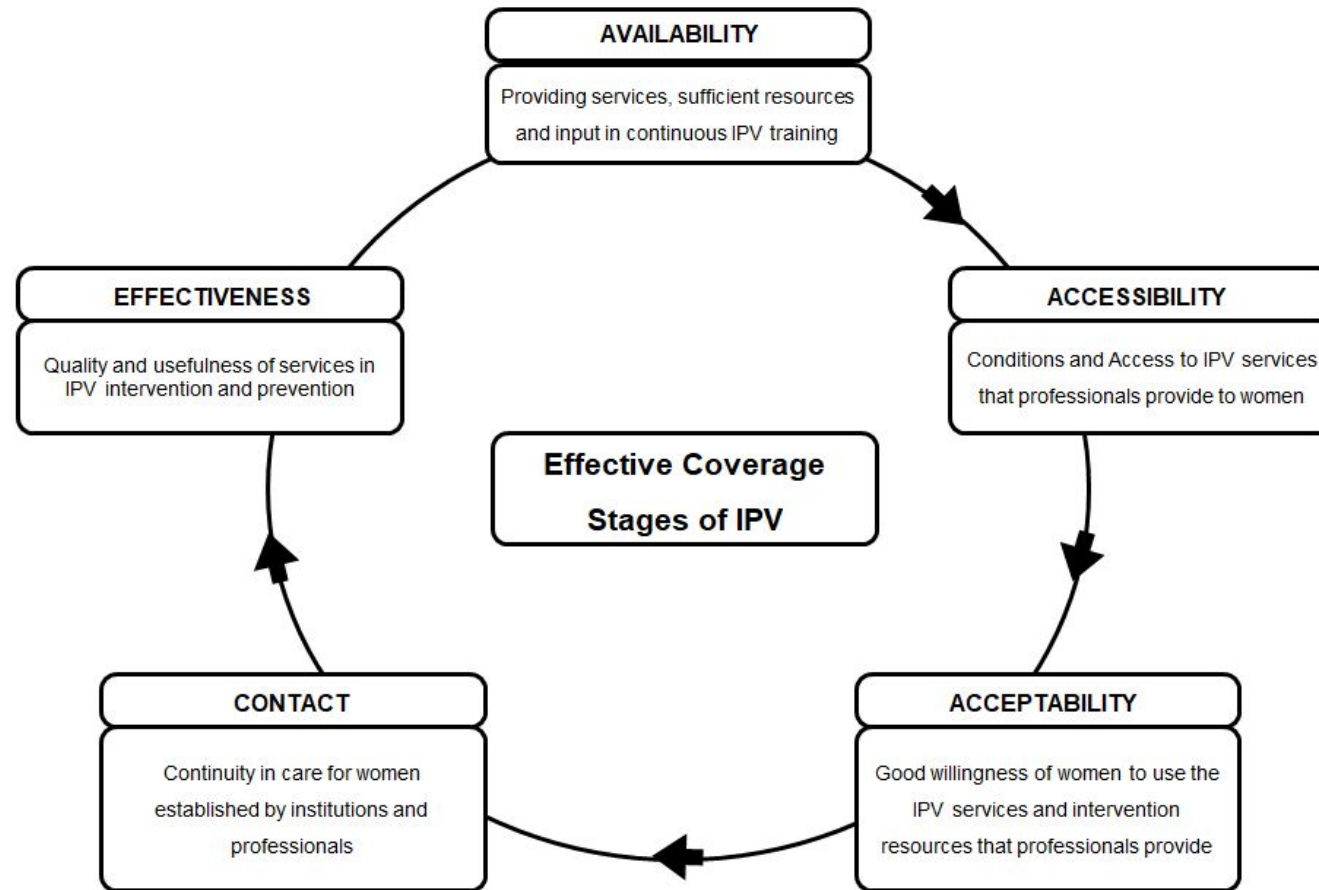 AVAILABILITY
Providing services, sufficient resources
and input in continuous IPV training
EFFECTIVENESS
Quality and usefulness of services in
IPV intervention and prevention
ACCESSIBILITY
Conditions and Access to IPV services
that professionals provide to women
Effective Coverage
Stages of IPV
CONTACT
Continuity in care for women
established by institutions and
professionals
ACCEPTABILITY
Good willingness of women to use the
IPV services and intervention
resources that professionals provide